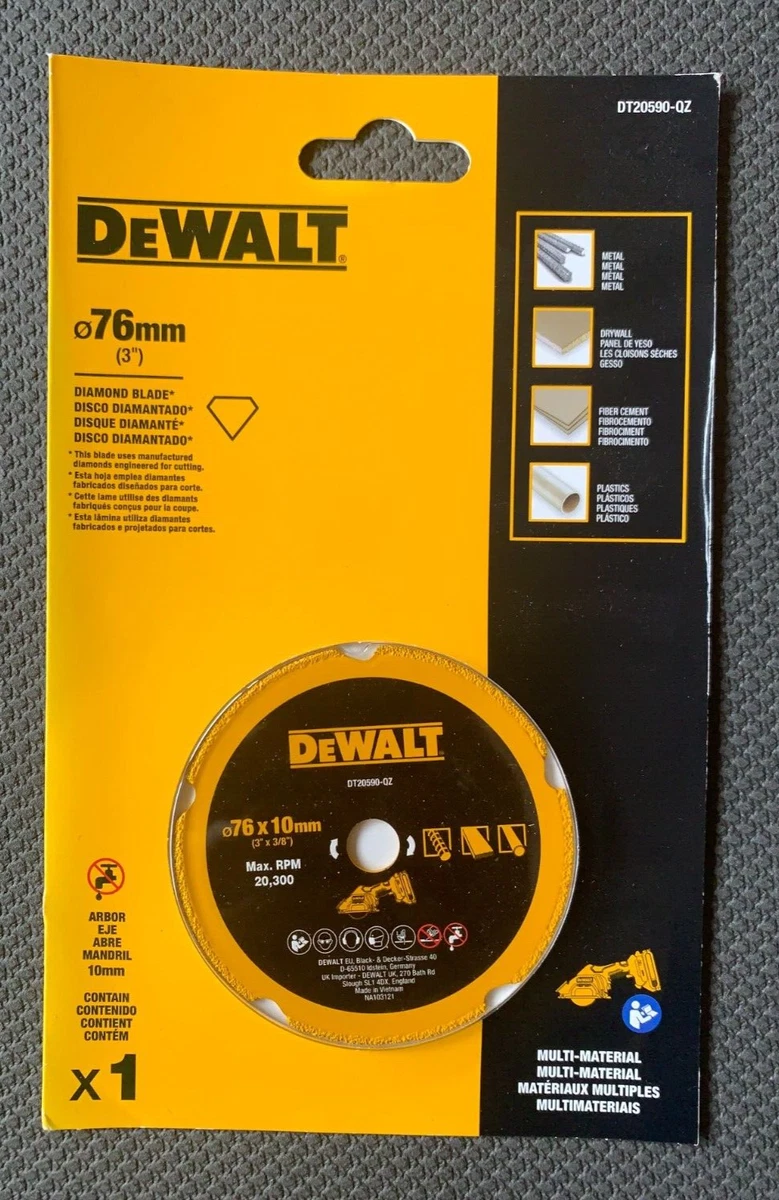 DT20590-QZ
DEWALT®
ø76mm
(3")
DIAMOND BLADE*
DISCO DIAMANTADO*
DISQUE DIAMANTÉ*
DISCO DIAMANTADO*
* This blade uses manufactured
diamonds engineered for cutting.
* Esta hoja emplea diamantes
fabricados diseñados para corte.
* Cette lame utilise des diamants
fabriqués conçus pour la coupe.
* Esta lâmina utiliza diamantes
fabricados e projetados para cortes.
METAL
METAL
MÉTAL
METAL
DRYWALL
PANEL DE YESO
LES CLOISONS SÈCHES
GESSO
FIBER CEMENT
FIBROCEMENTO
FIBROCIMENT
FIBROCIMENTO
PLASTICS
PLÁSTICOS
PLASTIQUES
PLÁSTICO
DEWALT
DT20590-QZ
ø76 x 10mm
(3" x 3/8")
Max. RPM
20,300
DEWALT EU, Black- & Decker-Strasse 40
D-65510 Idstein, Germany
UK Importer - DEWALT UK, 270 Bath Rd
Slough SL1 4DX, England
Made in Vietnam
NA103121
ARBOR
EJE
ABRE
MANDRIL
10mm
CONTAIN
CONTENIDO
CONTIENT
CONTÉM
x 1
MULTI-MATERIAL
MULTI-MATERIAL
MATÉRIAUX MULTIPLES
MULTIMATERIAIS